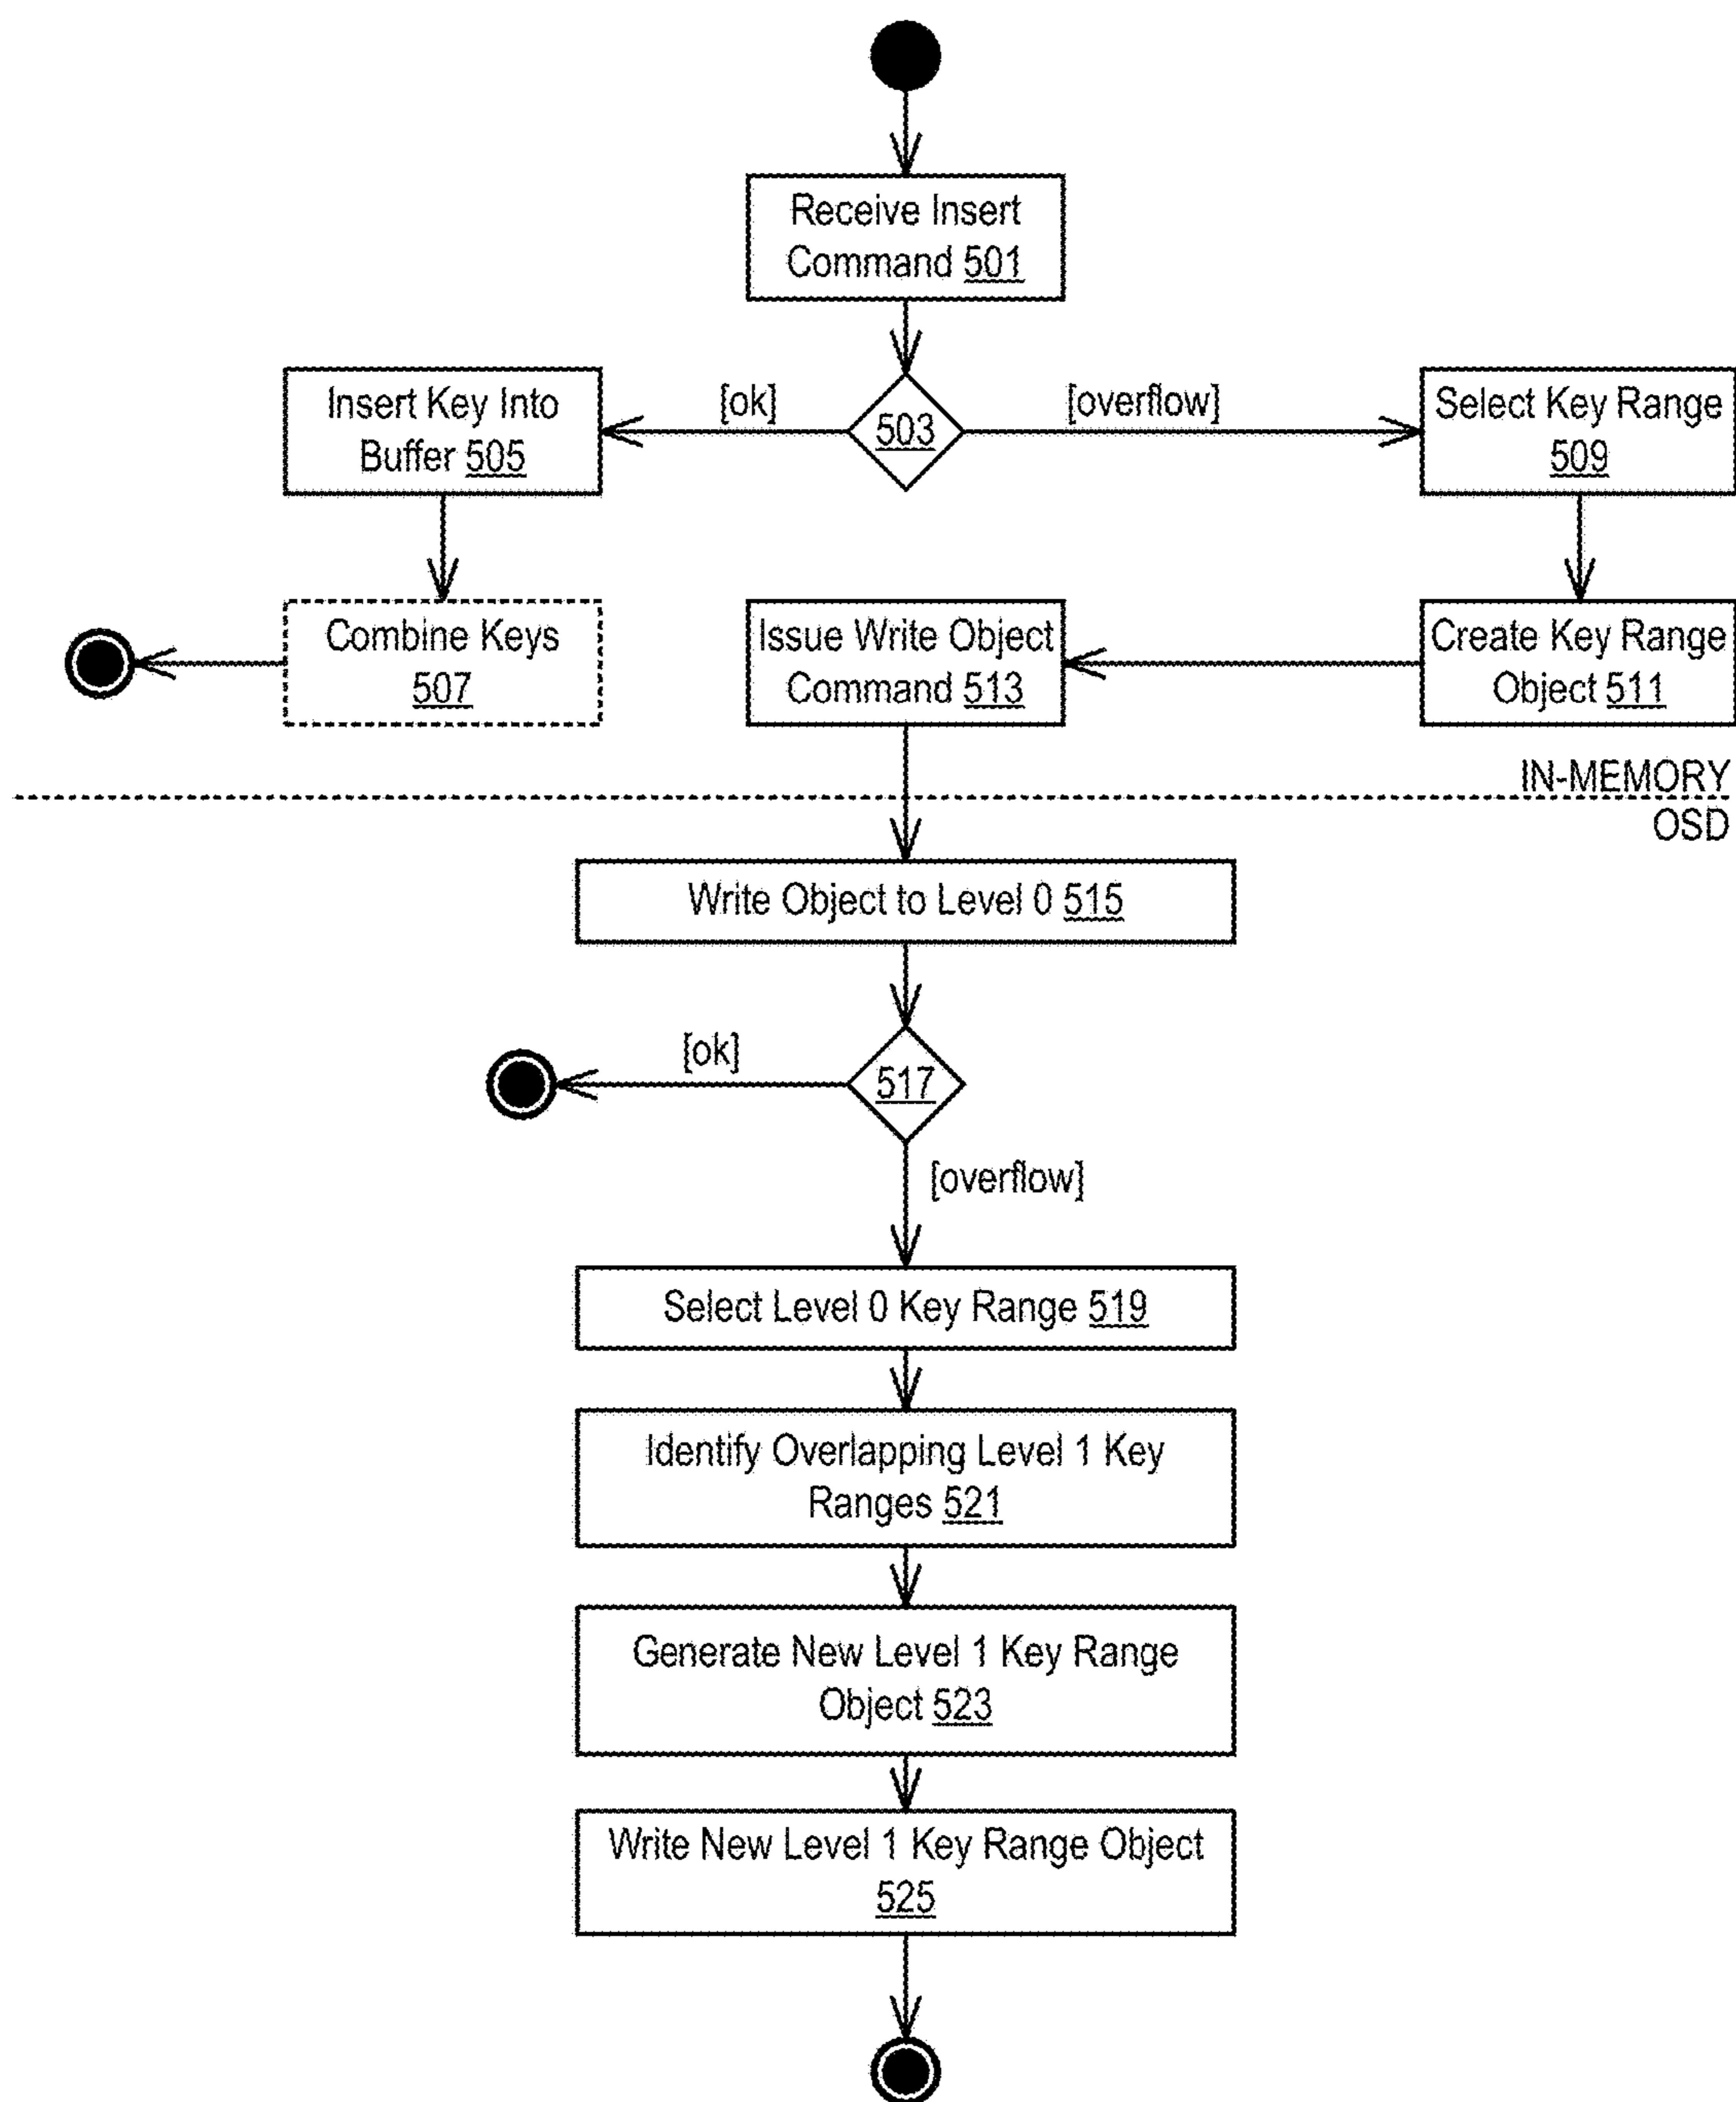 Receive Insert
Command 501
Insert Key Into
Buffer 505
[ok]
503
[overflow]
Select Key Range
509
Combine Keys
507
Issue Write Object
Command 513
Create Key Range
Object 511
IN-MEMORY
OSD
Write Object to Level 0 515
[ok]
517
[overflow]
Select Level 0 Key Range 519
Identify Overlapping Level 1 Key
Ranges 521
Generate New Level 1 Key Range
Object 523
Write New Level 1 Key Range Object
525